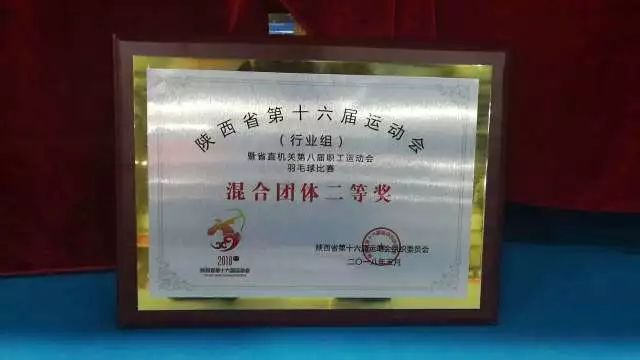 陕西省第十六届运动会
（行业组）
暨省直机关第八届职工运动会
羽毛球比赛
混合团体二等奖
2018
陕西省第十六届运动会
陕西省第十六届运动会组织委员会
二〇一八年五月